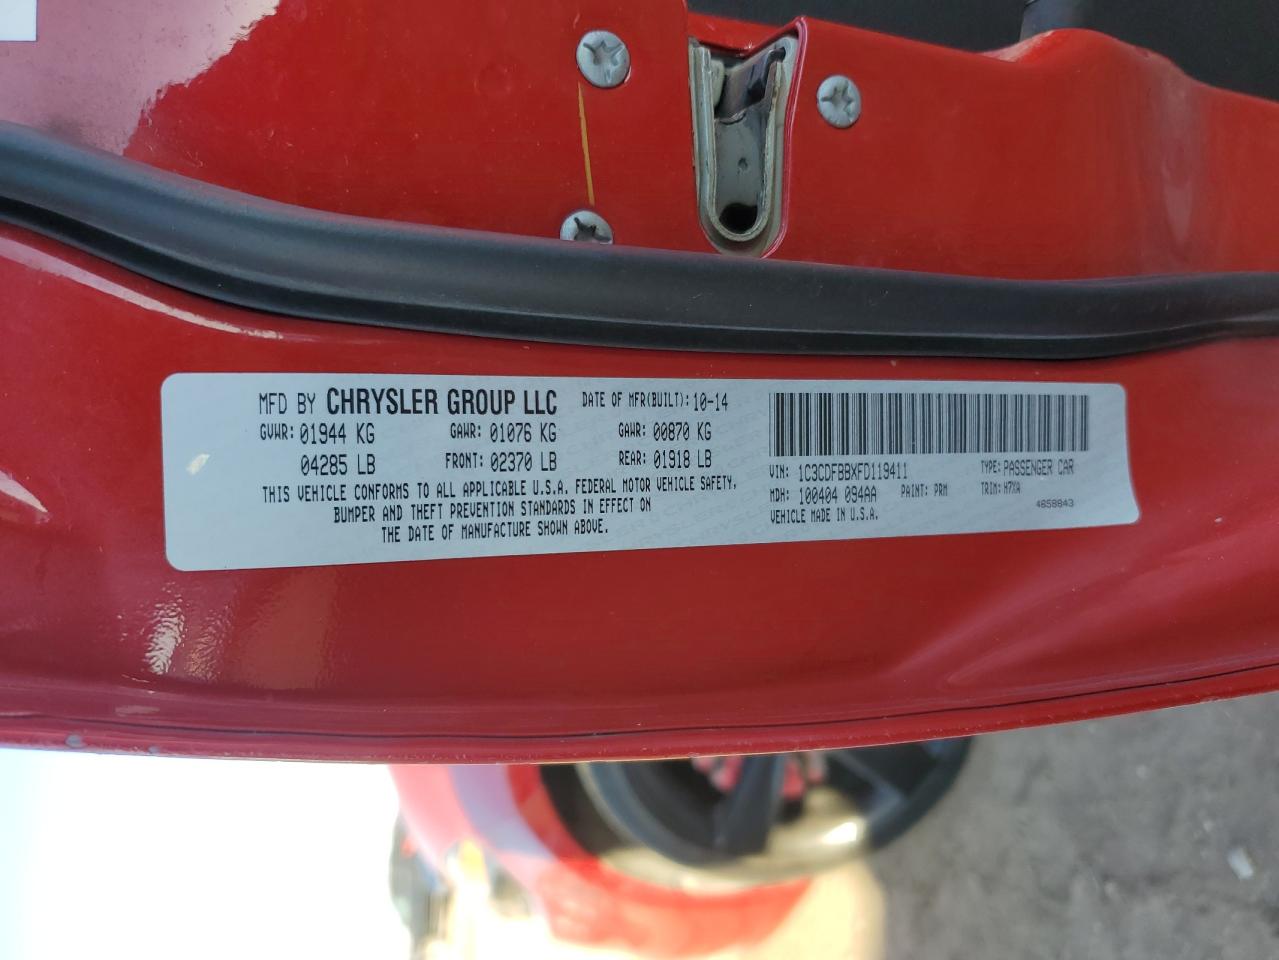 MFD BY CHRYSLER GROUP LLC DATE OF MFR(BUILT): 10-14
GVWR: 01944 KG GAWR: 01076 KG GAWR: 00870 KG
04285 LB FRONT: 02370 LB REAR: 01918 LB
THIS VEHICLE CONFORMS TO ALL APPLICABLE U.S.A. FEDERAL MOTOR VEHICLE SAFETY,
BUMPER AND THEFT PREVENTION STANDARDS IN EFFECT ON
THE DATE OF MANUFACTURE SHOWN ABOVE.
VIN: 1C3CDFBBXFD119411 TYPE: PASSENGER CAR
MDH: 100404 094AA PAINT: PRM TRIM: H7XA
VEHICLE MADE IN U.S.A. 4658843